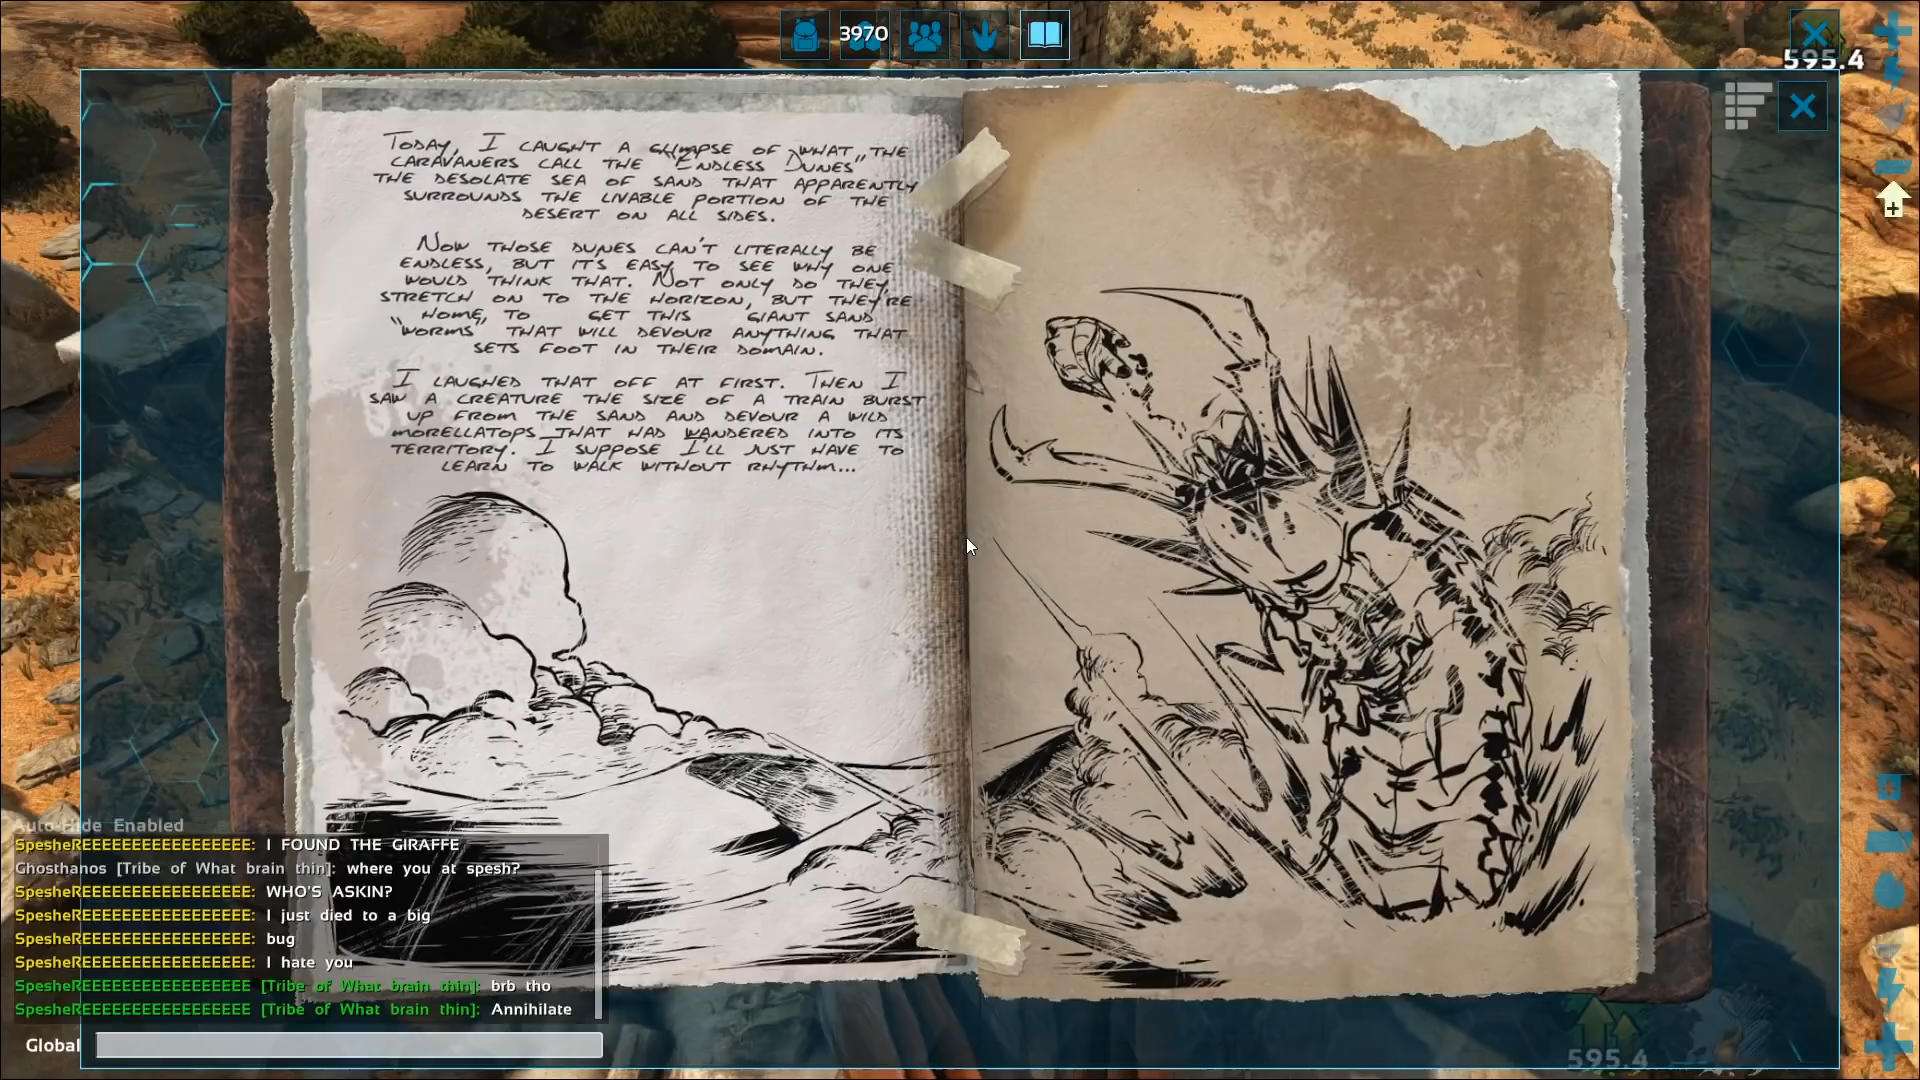 3970
595.4
Today, I caught a glimpse of what the
caravaners call the "Endless Dunes"
the desolate sea of sand that apparently
surrounds the livable portion of the
desert on all sides.
Now those dunes can't literally be
endless, but it's easy to see why one
would think that. Not only do they
stretch on to the horizon, but they're
home, to get this giant sand
"worms" that will devour anything that
sets foot in their domain.
I laughed that off at first. Then I
saw a creature the size of a train burst
up from the sand and devour a wild
morellatops that had wandered into its
territory. I suppose I'll just have to
learn to walk without rhythm...
Auto-Hide Enabled
SpesheREEEEEEEEEEEEEEEEE: I FOUND THE GIRAFFE
Ghosthanos [Tribe of What brain thin]: where you at spesh?
SpesheREEEEEEEEEEEEEEEEE: WHO'S ASKIN?
SpesheREEEEEEEEEEEEEEEEE: I just died to a big
SpesheREEEEEEEEEEEEEEEEE: bug
SpesheREEEEEEEEEEEEEEEEE: I hate you
SpesheREEEEEEEEEEEEEEEEE [Tribe of What brain thin]: brb tho
SpesheREEEEEEEEEEEEEEEEE [Tribe of What brain thin]: Annihilate
Global
595.4